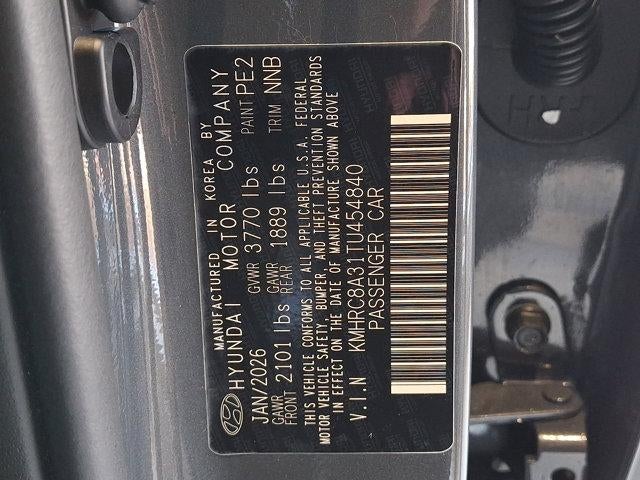 MANUFACTURED IN KOREA BY
HYUNDAI MOTOR COMPANY
JAN/2026 GVWR 3770 lbs PAINT PE2
GAWR FRONT 2101 lbs GAWR REAR 1889 lbs TRIM NNB
THIS VEHICLE CONFORMS TO ALL APPLICABLE U.S.A. FEDERAL
MOTOR VEHICLE SAFETY, BUMPER, AND THEFT PREVENTION STANDARDS
IN EFFECT ON THE DATE OF MANUFACTURE SHOWN ABOVE
V.I.N KMHRC8A31TU454840
PASSENGER CAR